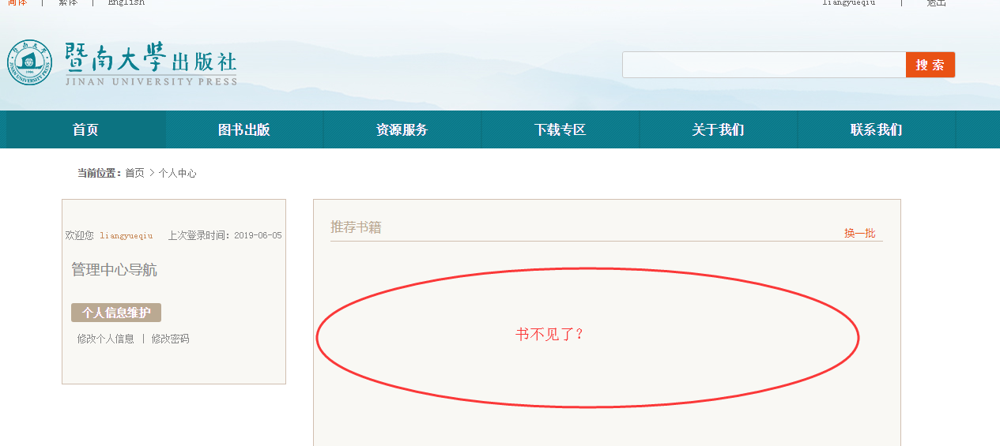 简体 | 繁体 | English
liangyueqiu | 退出
暨南大学出版社
JINAN UNIVERSITY PRESS
搜 索
首页 图书出版 资源服务 下载专区 关于我们 联系我们
当前位置：首页 > 个人中心
欢迎您 liangyueqiu 上次登录时间：2019-06-05
管理中心导航
个人信息维护
修改个人信息 | 修改密码
推荐书籍
换一批
书不见了？